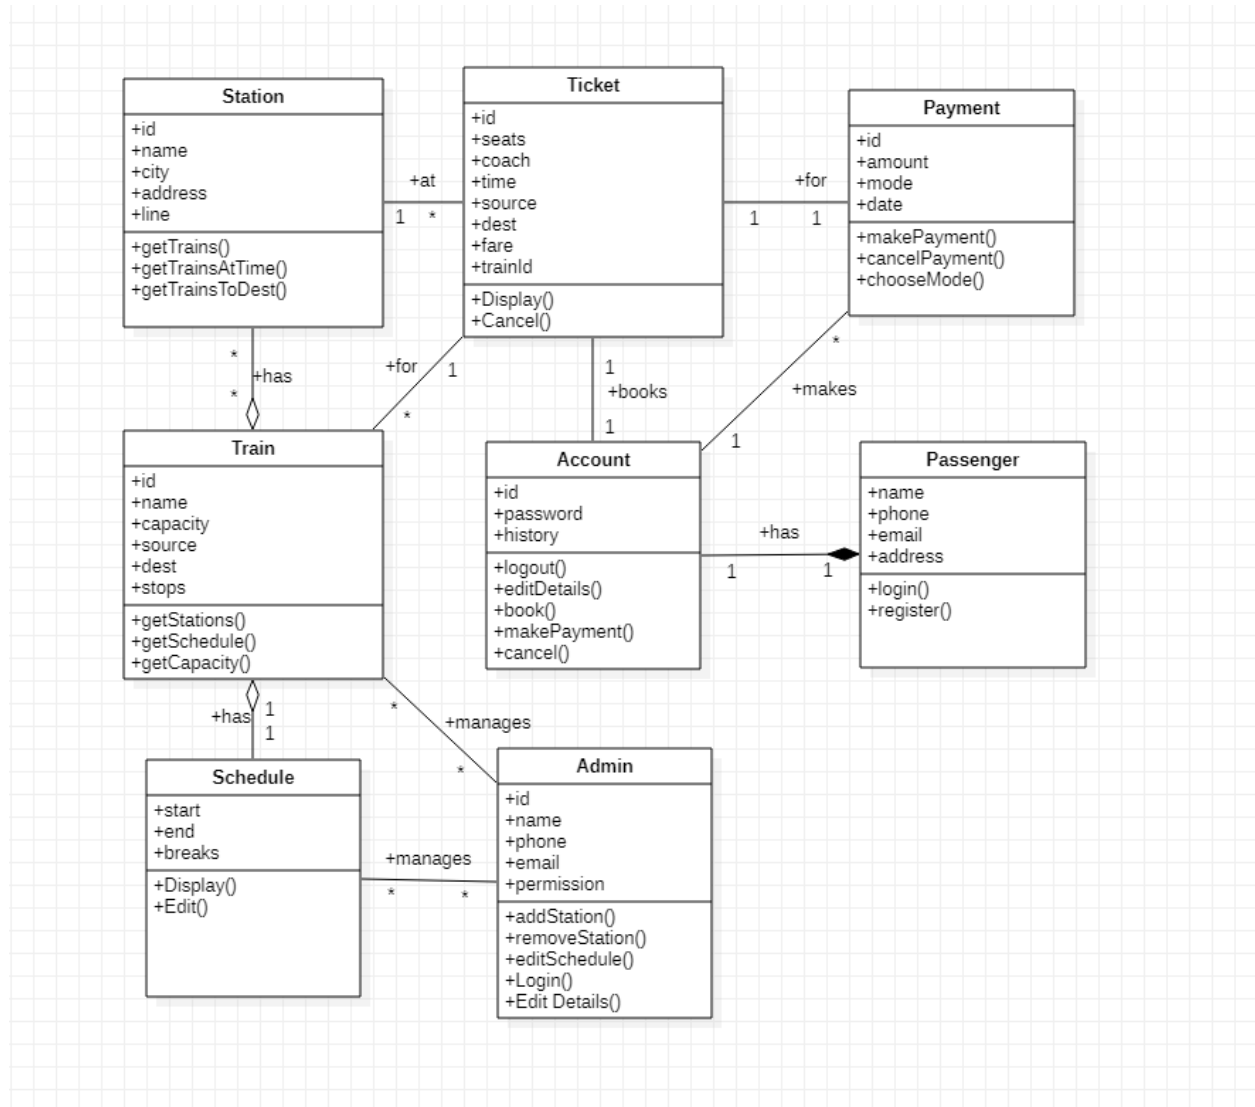 Station
+id
+name
+city
+address
+line
+getTrains()
+getTrainsAtTime()
+getTrainsToDest()
+at
1
*
Ticket
+id
+seats
+coach
+time
+source
+dest
+fare
+trainId
+Display()
+Cancel()
+for
1
1
Payment
+id
+amount
+mode
+date
+makePayment()
+cancelPayment()
+chooseMode()
*
+has
*
+for
1
*
1
+books
1
*
+makes
1
Train
+id
+name
+capacity
+source
+dest
+stops
+getStations()
+getSchedule()
+getCapacity()
Account
+id
+password
+history
+logout()
+editDetails()
+book()
+makePayment()
+cancel()
+has
1
1
Passenger
+name
+phone
+email
+address
+login()
+register()
+has
1
1
*
+manages
*
Schedule
+start
+end
+breaks
+Display()
+Edit()
+manages
*
*
Admin
+id
+name
+phone
+email
+permission
+addStation()
+removeStation()
+editSchedule()
+Login()
+Edit Details()